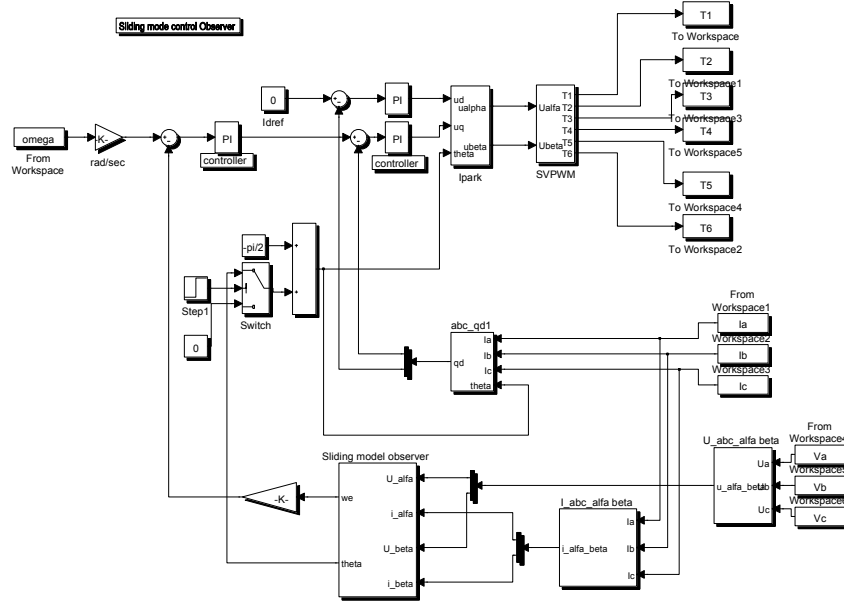 Sliding mode control Observer
T1
To Workspace
T2
To Workspace1
T3
To Workspace3
T4
To Workspace5
T5
To Workspace4
T6
To Workspace2
0
Idref
+
-
PI
ud
ualpha
uq
ubeta
theta
Ipark
T1
Ualfa
T2
T3
T4
Ubeta
T5
T6
SVPWM
omega
From
Workspace
-K-
rad/sec
+
-
PI
controller
+
-
PI
controller
-pi/2
+
+
Step1
Switch
0
abc_qd1
Ia
Ib
qd
Ic
theta
From
Workspace1
Ia
Workspace2
Ib
Workspace3
Ic
U_abc_alfa beta
Ua
u_alfa_beta
Ub
Uc
From
Workspace4
Va
Vb
Vc
Sliding model observer
U_alfa
we
i_alfa
U_beta
theta
i_beta
-K-
I_abc_alfa beta
Ia
i_alfa_beta
Ib
Ic